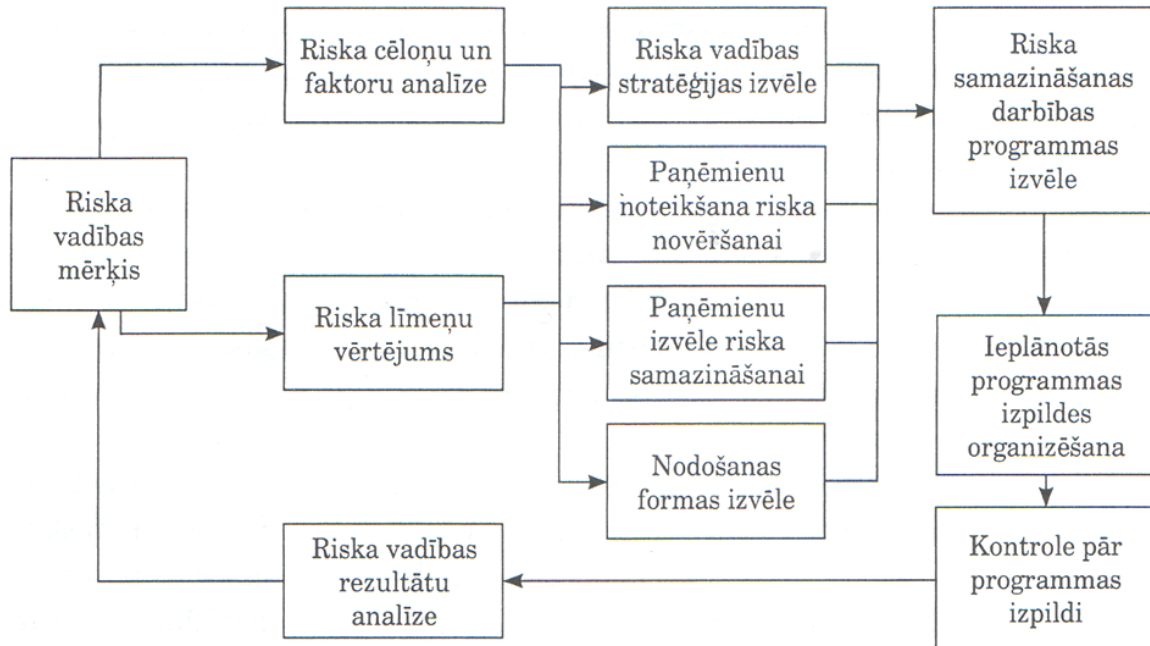 Riska
vadības
mērķis
Riska cēloņu un
faktoru analīze
Riska līmeņu
vērtējums
Riska vadības
stratēģijas izvēle
Paņēmienu
noteikšana riska
novēršanai
Paņēmienu
izvēle riska
samazināšanai
Nodošanas
formas izvēle
Riska
samazināšanas
darbības
programmas
izvēle
Ieplānotās
programmas
izpildes
organizēšana
Kontrole pār
programmas
izpildi
Riska vadības
rezultātu
analīze